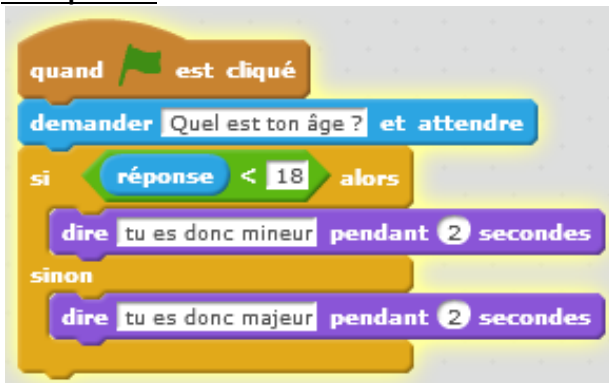 quand est cliqué
demander Quel est ton âge ? et attendre
si réponse < 18 alors
dire tu es donc mineur pendant 2 secondes
sinon
dire tu es donc majeur pendant 2 secondes